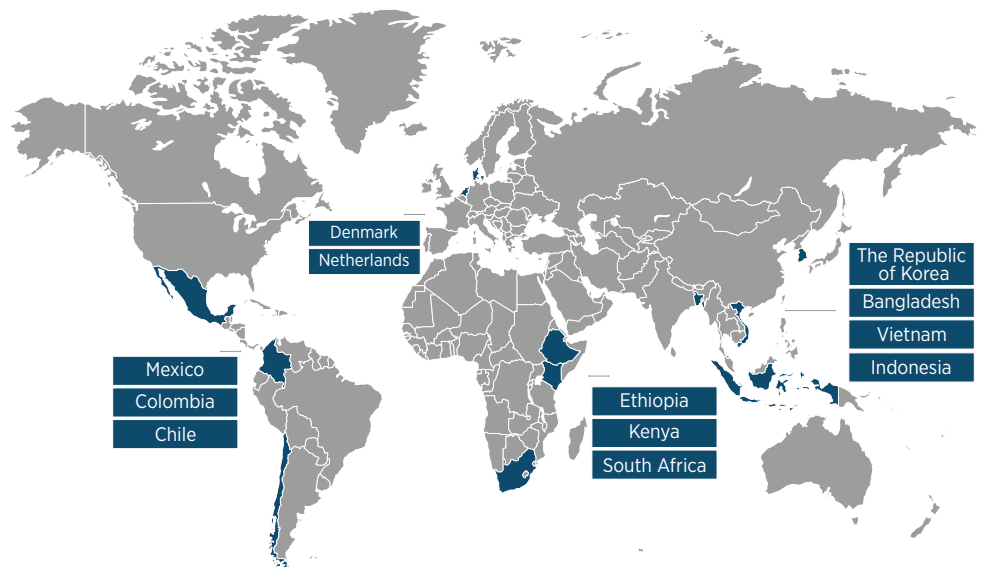 Denmark
Netherlands
The Republic
of Korea
Bangladesh
Vietnam
Indonesia
Mexico
Colombia
Chile
Ethiopia
Kenya
South Africa